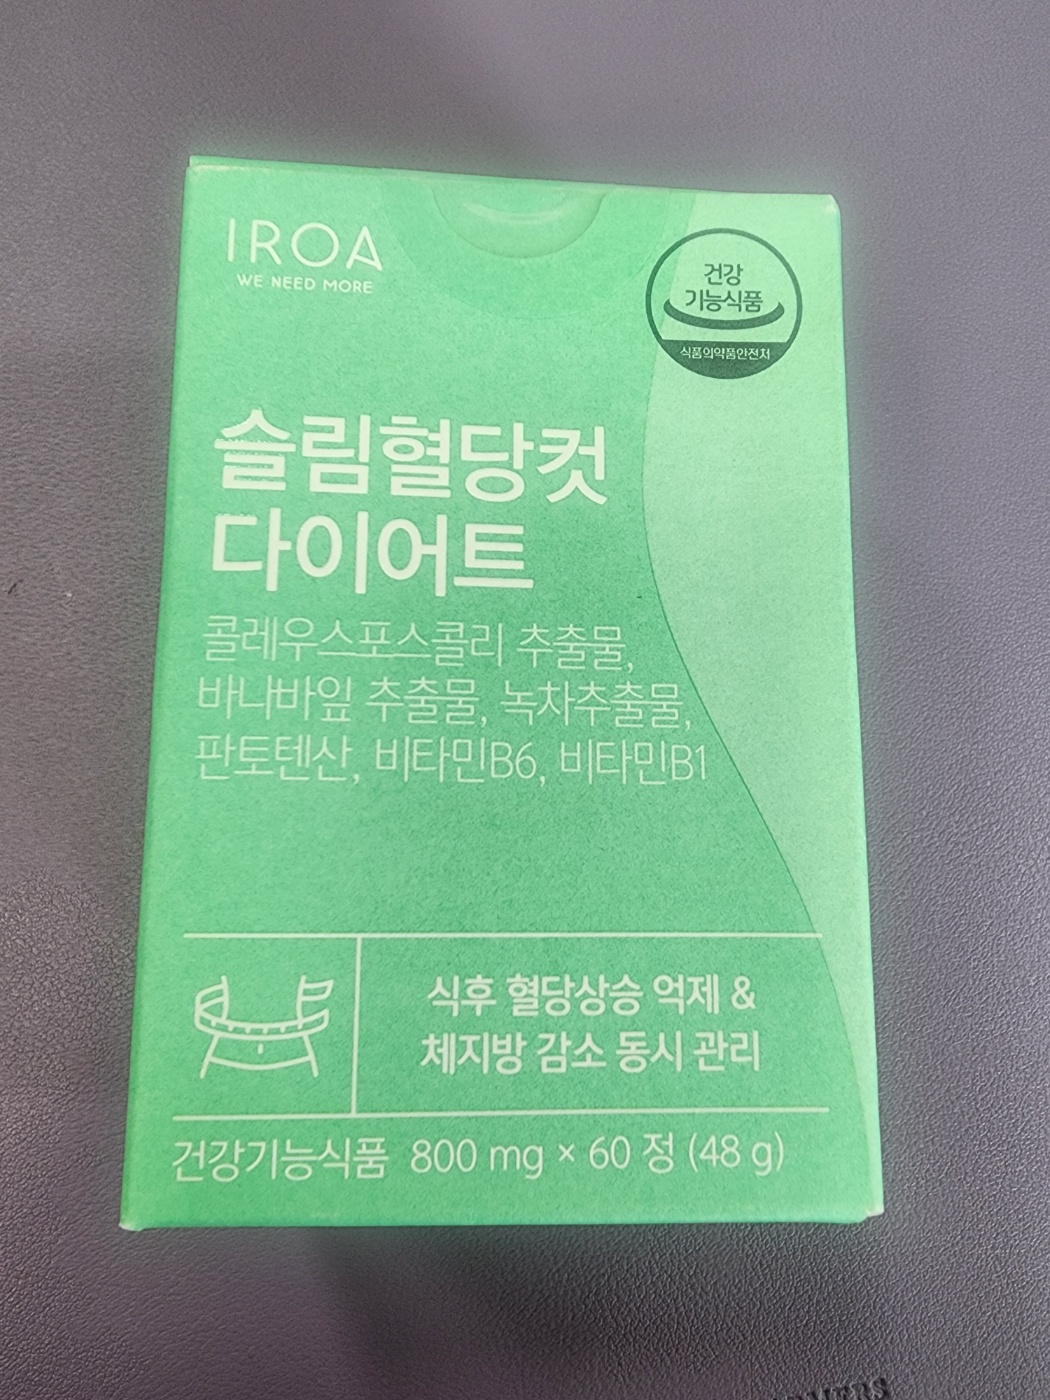 IROA
WE NEED MORE
건강
기능식품
식품의약품안전처
슬림혈당컷
다이어트
콜레우스포스콜리 추출물,
바나바잎 추출물, 녹차추출물,
판토텐산, 비타민B6, 비타민B1
식후 혈당상승 억제 &
체지방 감소 동시 관리
건강기능식품 800 mg × 60 정 (48 g)